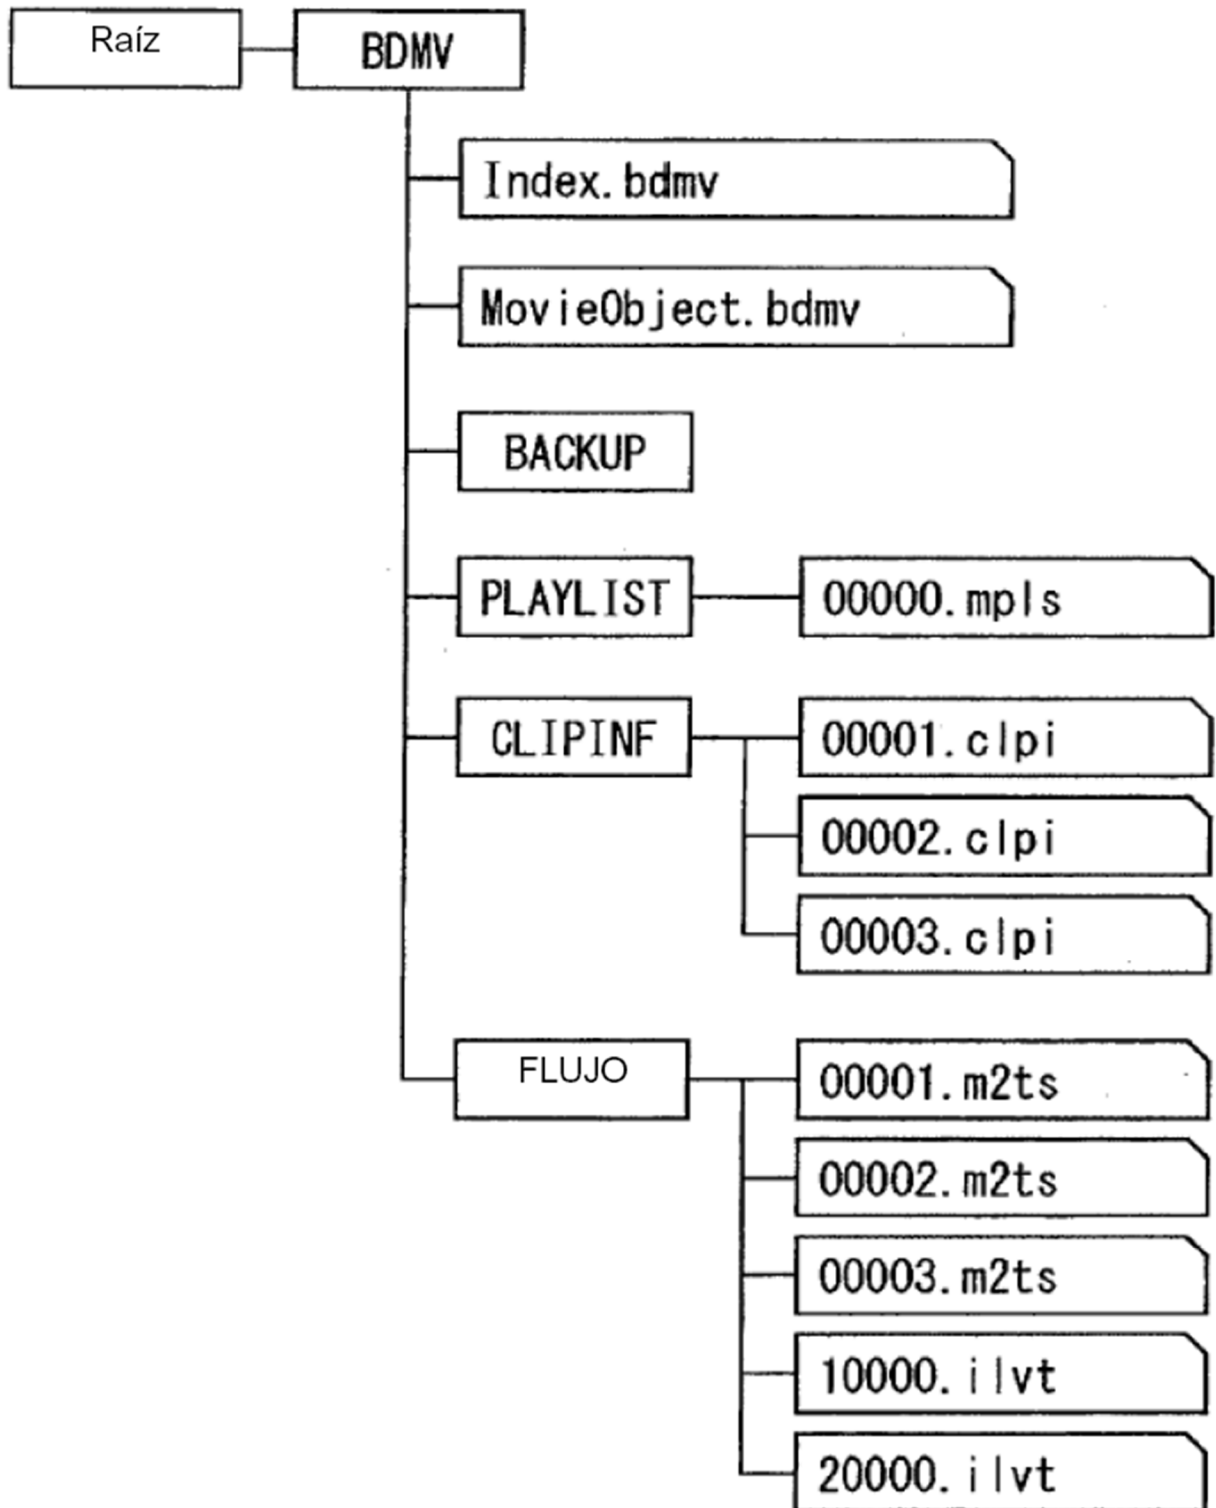 Raíz
BDMV
Index.bdmv
MovieObject.bdmv
BACKUP
PLAYLIST
00000.mpls
CLIPINF
00001.clpi
00002.clpi
00003.clpi
FLUJO
00001.m2ts
00002.m2ts
00003.m2ts
10000.ilvt
20000.ilvt